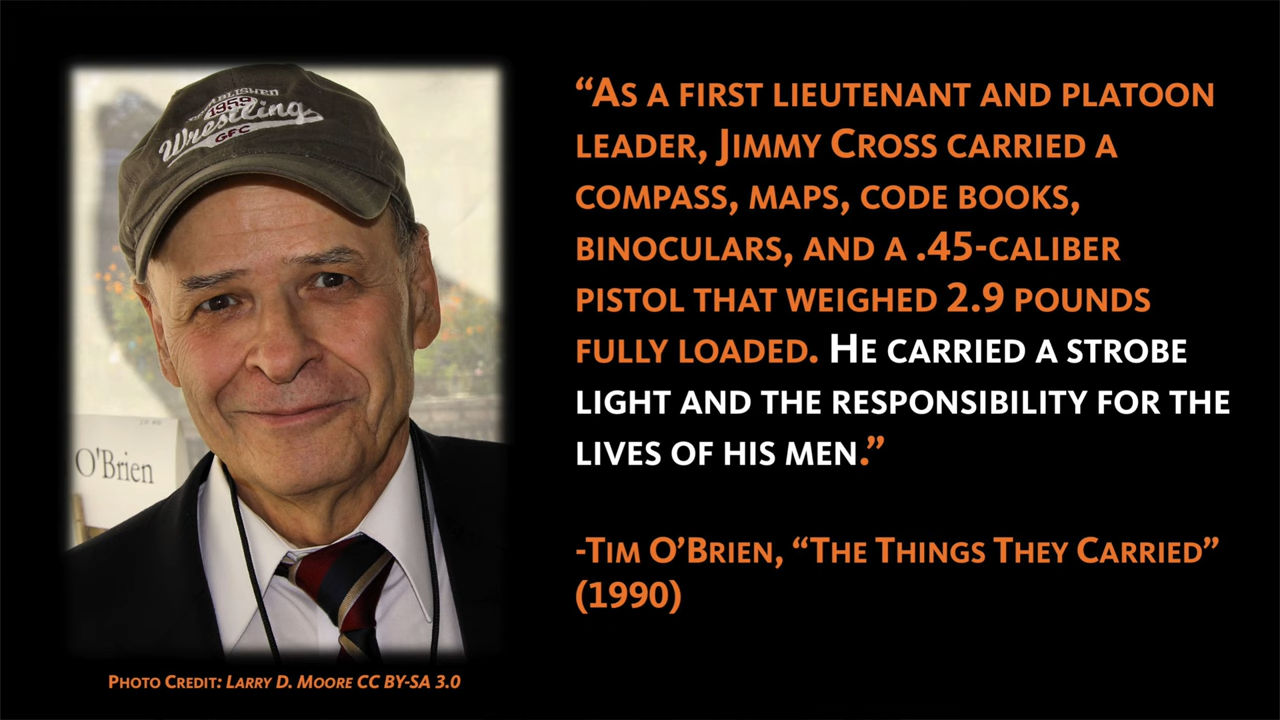 ESTABLISHED
1959
Wrestling
GFC
O'Brien
“As a first lieutenant and platoon
leader, Jimmy Cross carried a
compass, maps, code books,
binoculars, and a .45-caliber
pistol that weighed 2.9 pounds
fully loaded. He carried a strobe
light and the responsibility for the
lives of his men.”
-Tim O’Brien, “The Things They Carried”
(1990)
Photo Credit: Larry D. Moore CC BY-SA 3.0